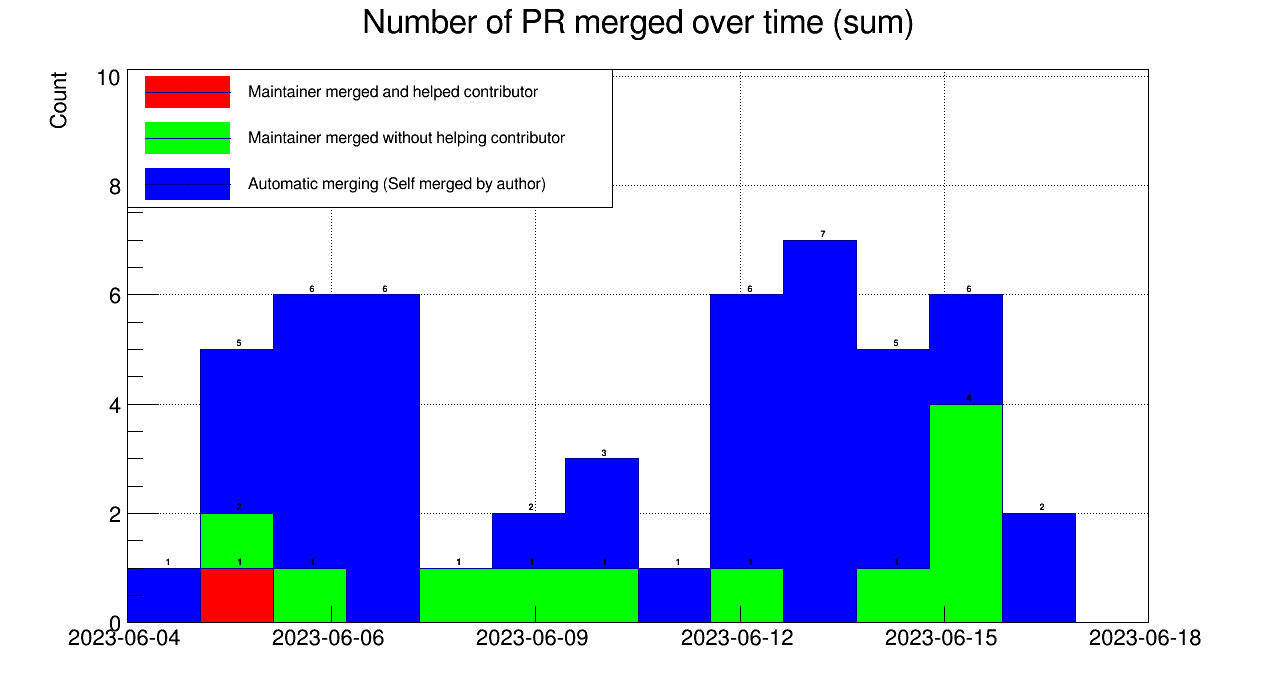 Number of PR merged over time (sum)
Count
10
Maintainer merged and helped contributor
Maintainer merged without helping contributor
8
Automatic merging (Self merged by author)
7
6
6 6 6 6
5 5
4
4
3
2
2 2 2
1 1 1 1 1 1 1 1 1
0
2023-06-04 2023-06-06 2023-06-09 2023-06-12 2023-06-15 2023-06-18